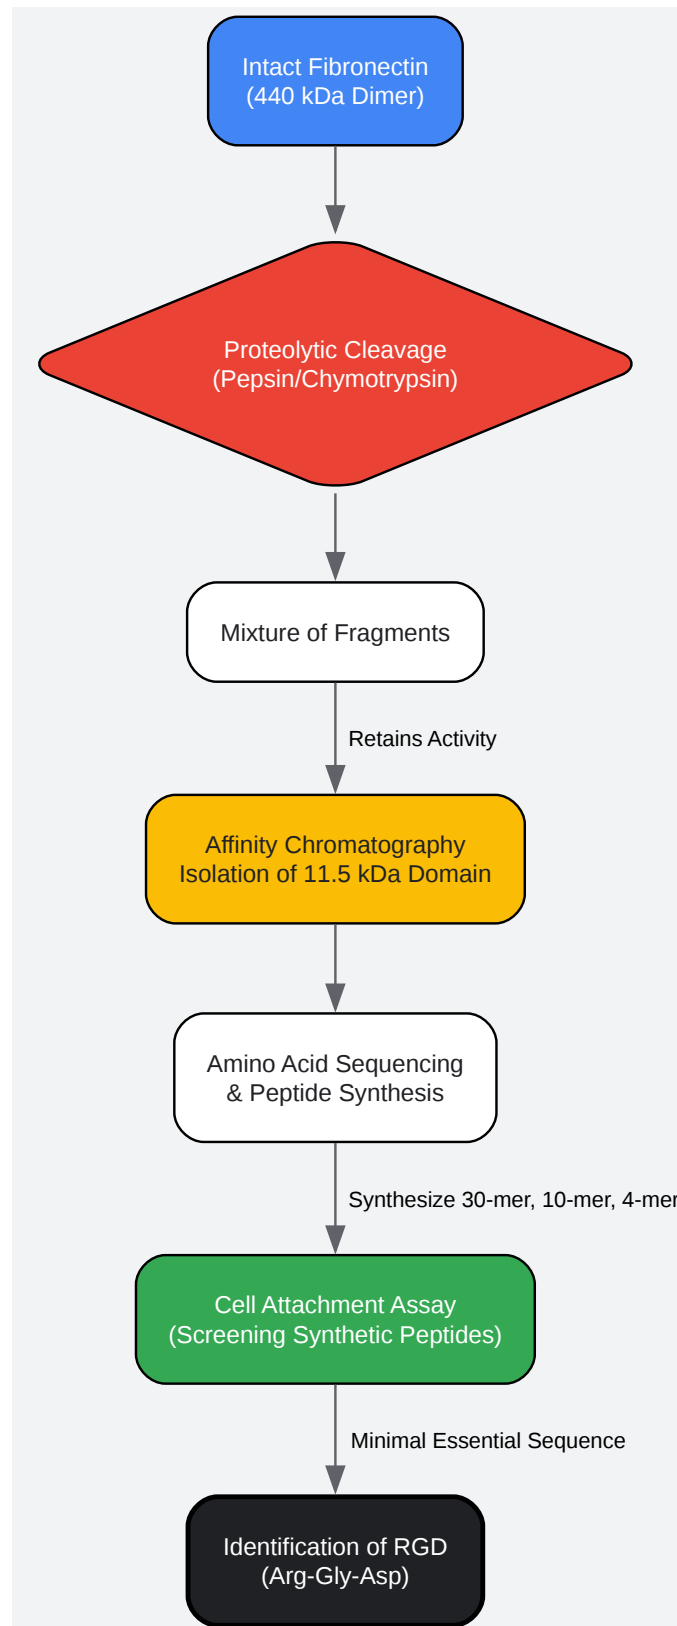 Intact Fibronectin
(440 kDa Dimer)
Proteolytic Cleavage
(Pepsin/Chymotrypsin)
Mixture of Fragments
Retains Activity
Affinity Chromatography
Isolation of 11.5 kDa Domain
Amino Acid Sequencing
& Peptide Synthesis
Synthesize 30-mer, 10-mer, 4-mer
Cell Attachment Assay
(Screening Synthetic Peptides)
Minimal Essential Sequence
Identification of RGD
(Arg-Gly-Asp)